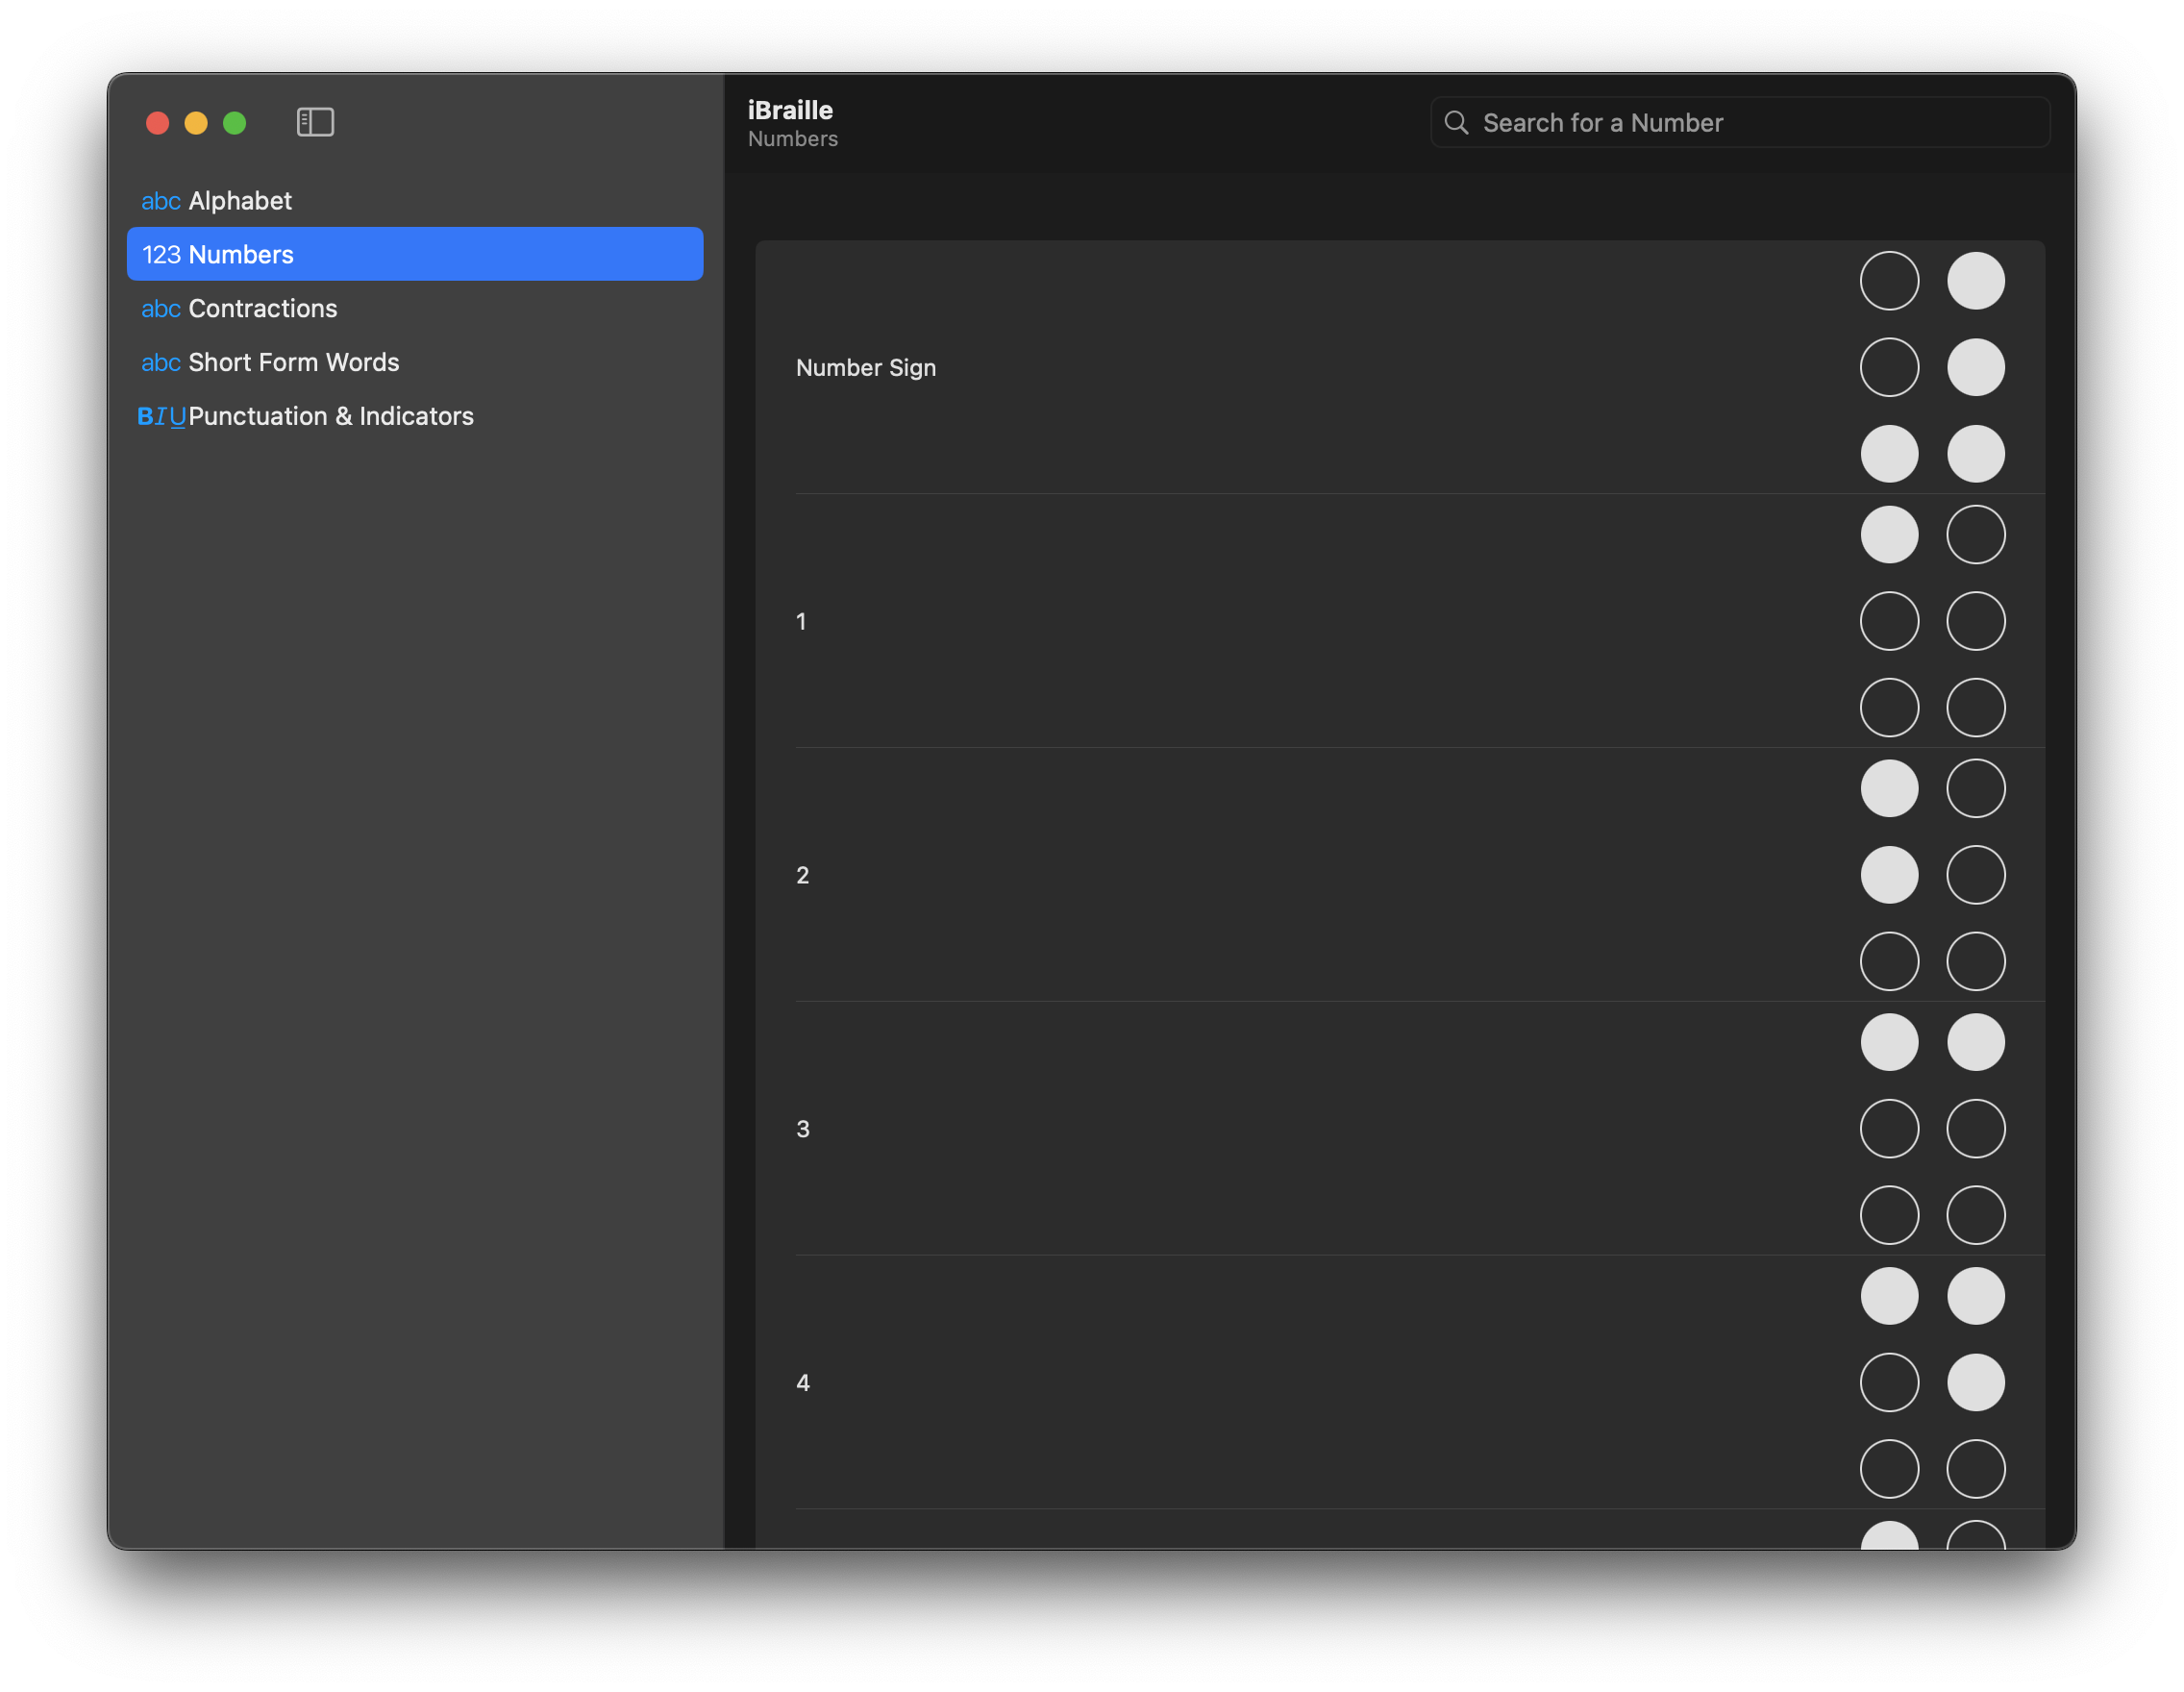 abc Alphabet
123 Numbers
abc Contractions
abc Short Form Words
BIU Punctuation & Indicators
iBraille
Numbers
Search for a Number
Number Sign
1
2
3
4